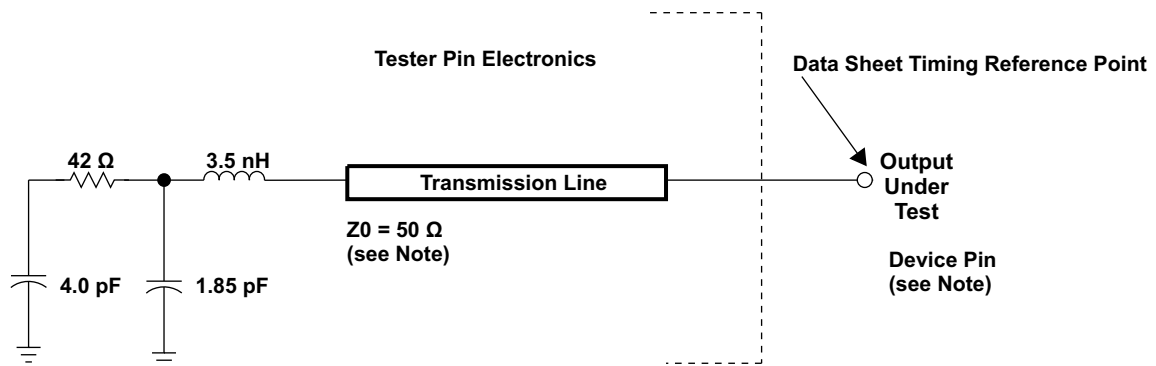 Tester Pin Electronics
Data Sheet Timing Reference Point
42 Ω
3.5 nH
Transmission Line
Output
Under
Test
Z0 = 50 Ω
(see Note)
Device Pin
(see Note)
4.0 pF
1.85 pF